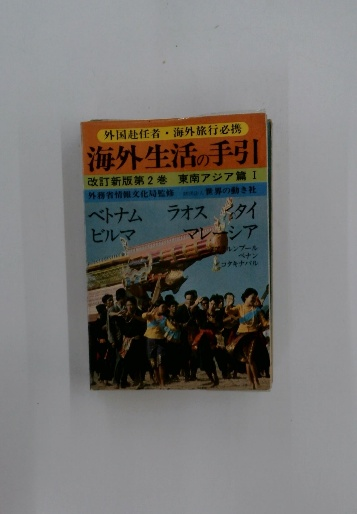 外国赴任者・海外旅行必携
海外生活の手引
改訂新版第2巻 東南アジア篇 I
外務省情報文化局監修 世界の動き社
ベトナム ラオス タイ
ビルマ マレーシア
ルンプール
ペナン
コタキナバル